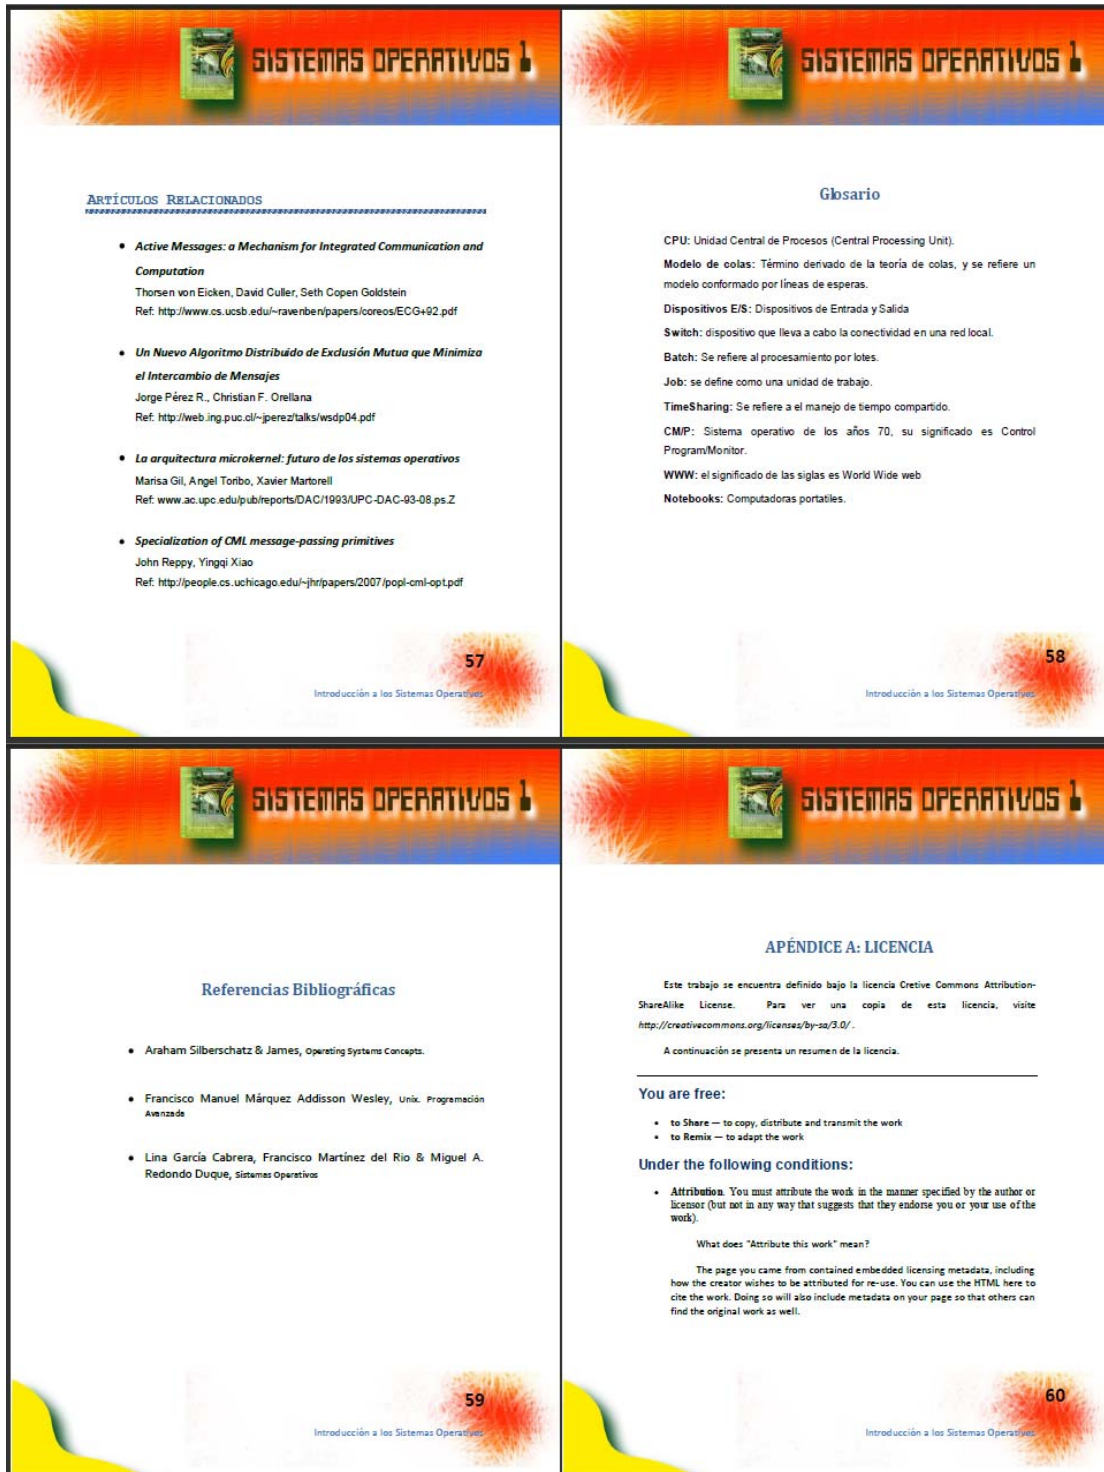 SISTEMAS OPERATIVOS 1
ARTÍCULOS RELACIONADOS
• Active Messages: a Mechanism for Integrated Communication and
Computation
Thorsen von Eicken, David Culler, Seth Copen Goldstein
Ref: http://www.cs.ucsb.edu/~ravenben/papers/coreos/ECG+92.pdf
• Un Nuevo Algoritmo Distribuido de Exclusión Mutua que Minimiza
el Intercambio de Mensajes
Jorge Pérez R., Christian F. Orellana
Ref: http://web.ing.puc.cl/~jperez/talks/wsdp04.pdf
• La arquitectura microkernel: futuro de los sistemas operativos
Marisa Gil, Angel Toribo, Xavier Martorell
Ref: www.ac.upc.edu/pub/reports/DAC/1993/UPC-DAC-93-08.ps.Z
• Specialization of CML message-passing primitives
John Reppy, Yingqi Xiao
Ref: http://people.cs.uchicago.edu/~jhr/papers/2007/popl-cml-opt.pdf
57
Introducción a los Sistemas Operativos
SISTEMAS OPERATIVOS 1
Glosario
CPU: Unidad Central de Procesos (Central Processing Unit).
Modelo de colas: Término derivado de la teoría de colas, y se refiere un
modelo conformado por líneas de esperas.
Dispositivos E/S: Dispositivos de Entrada y Salida
Switch: dispositivo que lleva a cabo la conectividad en una red local.
Batch: Se refiere al procesamiento por lotes.
Job: se define como una unidad de trabajo.
TimeSharing: Se refiere a el manejo de tiempo compartido.
CM/P: Sistema operativo de los años 70, su significado es Control
Program/Monitor.
WWW: el significado de las siglas es World Wide web
Notebooks: Computadoras portatiles.
58
Introducción a los Sistemas Operativos
SISTEMAS OPERATIVOS 1
Referencias Bibliográficas
• Araham Silberschatz & James, Operating Systems Concepts.
• Francisco Manuel Márquez Addisson Wesley, Unix. Programación
Avanzada
• Lina García Cabrera, Francisco Martínez del Rio & Miguel A.
Redondo Duque, Sistemas Operativos
59
Introducción a los Sistemas Operativos
SISTEMAS OPERATIVOS 1
APÉNDICE A: LICENCIA
Este trabajo se encuentra definido bajo la licencia Cretive Commons Attribution-
ShareAlike License. Para ver una copia de esta licencia, visite
http://creativecommons.org/licenses/by-sa/3.0/ .
A continuación se presenta un resumen de la licencia.
You are free:
• to Share — to copy, distribute and transmit the work
• to Remix — to adapt the work
Under the following conditions:
• Attribution. You must attribute the work in the manner specified by the author or
licensor (but not in any way that suggests that they endorse you or your use of the
work).
What does "Attribute this work" mean?
The page you came from contained embedded licensing metadata, including
how the creator wishes to be attributed for re-use. You can use the HTML here to
cite the work. Doing so will also include metadata on your page so that others can
find the original work as well.
60
Introducción a los Sistemas Operativos